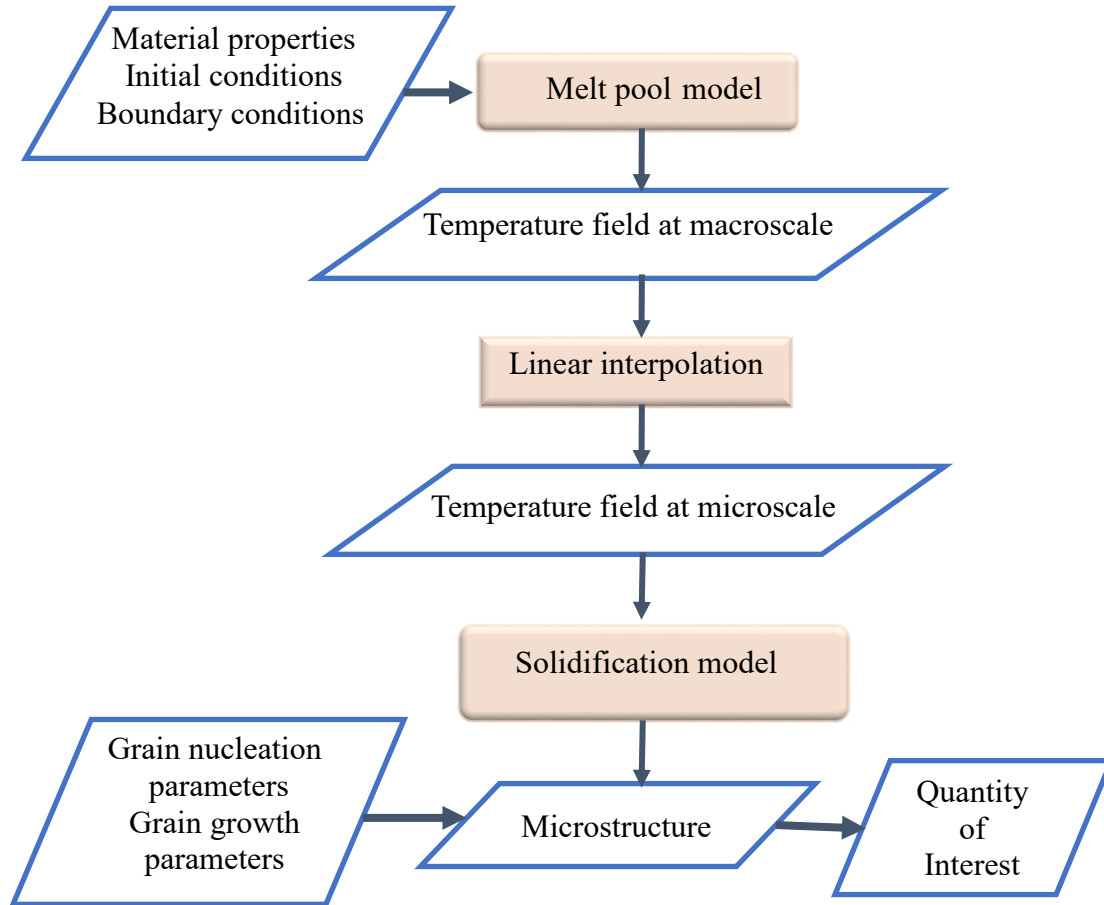 Material properties
Initial conditions
Boundary conditions
Melt pool model
Temperature field at macroscale
Linear interpolation
Temperature field at microscale
Solidification model
Grain nucleation
parameters
Grain growth
parameters
Microstructure
Quantity
of
Interest